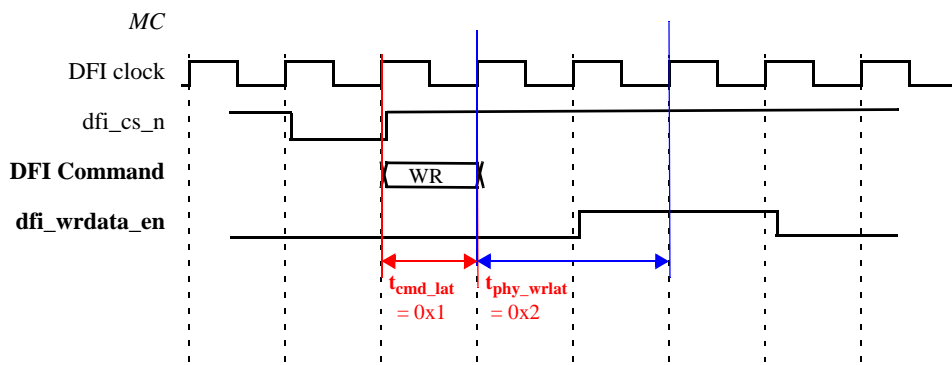 MC
DFI clock
dfi_cs_n
DFI Command
WR
dfi_wrdata_en
tcmd_lat
= 0x1
tphy_wrlat
= 0x2